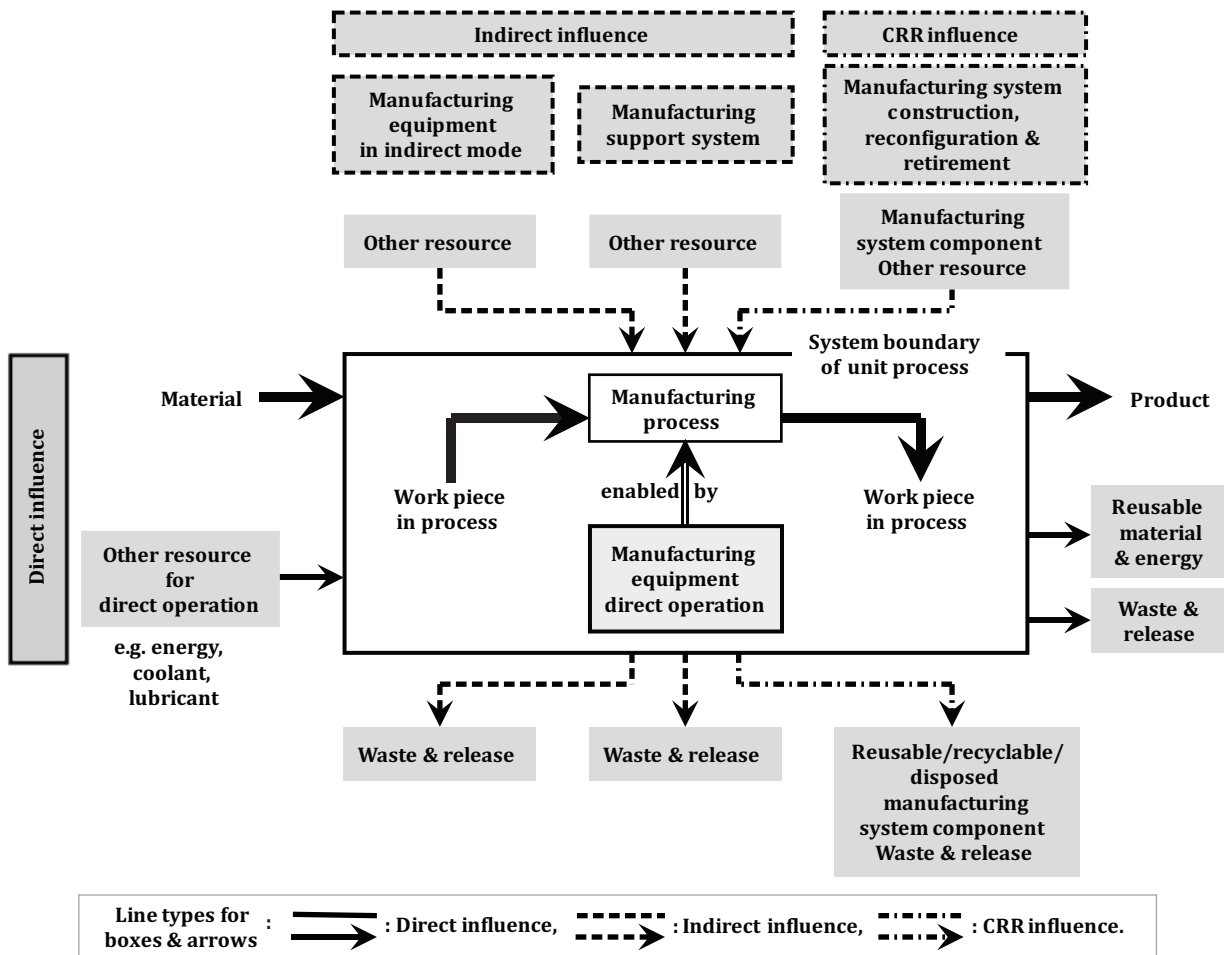 Indirect influence
CRR influence
Manufacturing
equipment
in indirect mode
Manufacturing
support system
Manufacturing system
construction,
reconfiguration &
retirement
Other resource
Other resource
Manufacturing
system component
Other resource
Direct influence
System boundary
of unit process
Material
Manufacturing
process
Product
Work piece
in process
enabled by
Work piece
in process
Other resource
for
direct operation
e.g. energy,
coolant,
lubricant
Manufacturing
equipment
direct operation
Reusable
material
& energy
Waste &
release
Waste & release
Waste & release
Reusable/recyclable/
disposed
manufacturing
system component
Waste & release
Line types for
boxes & arrows : : Direct influence, : Indirect influence, : CRR influence.